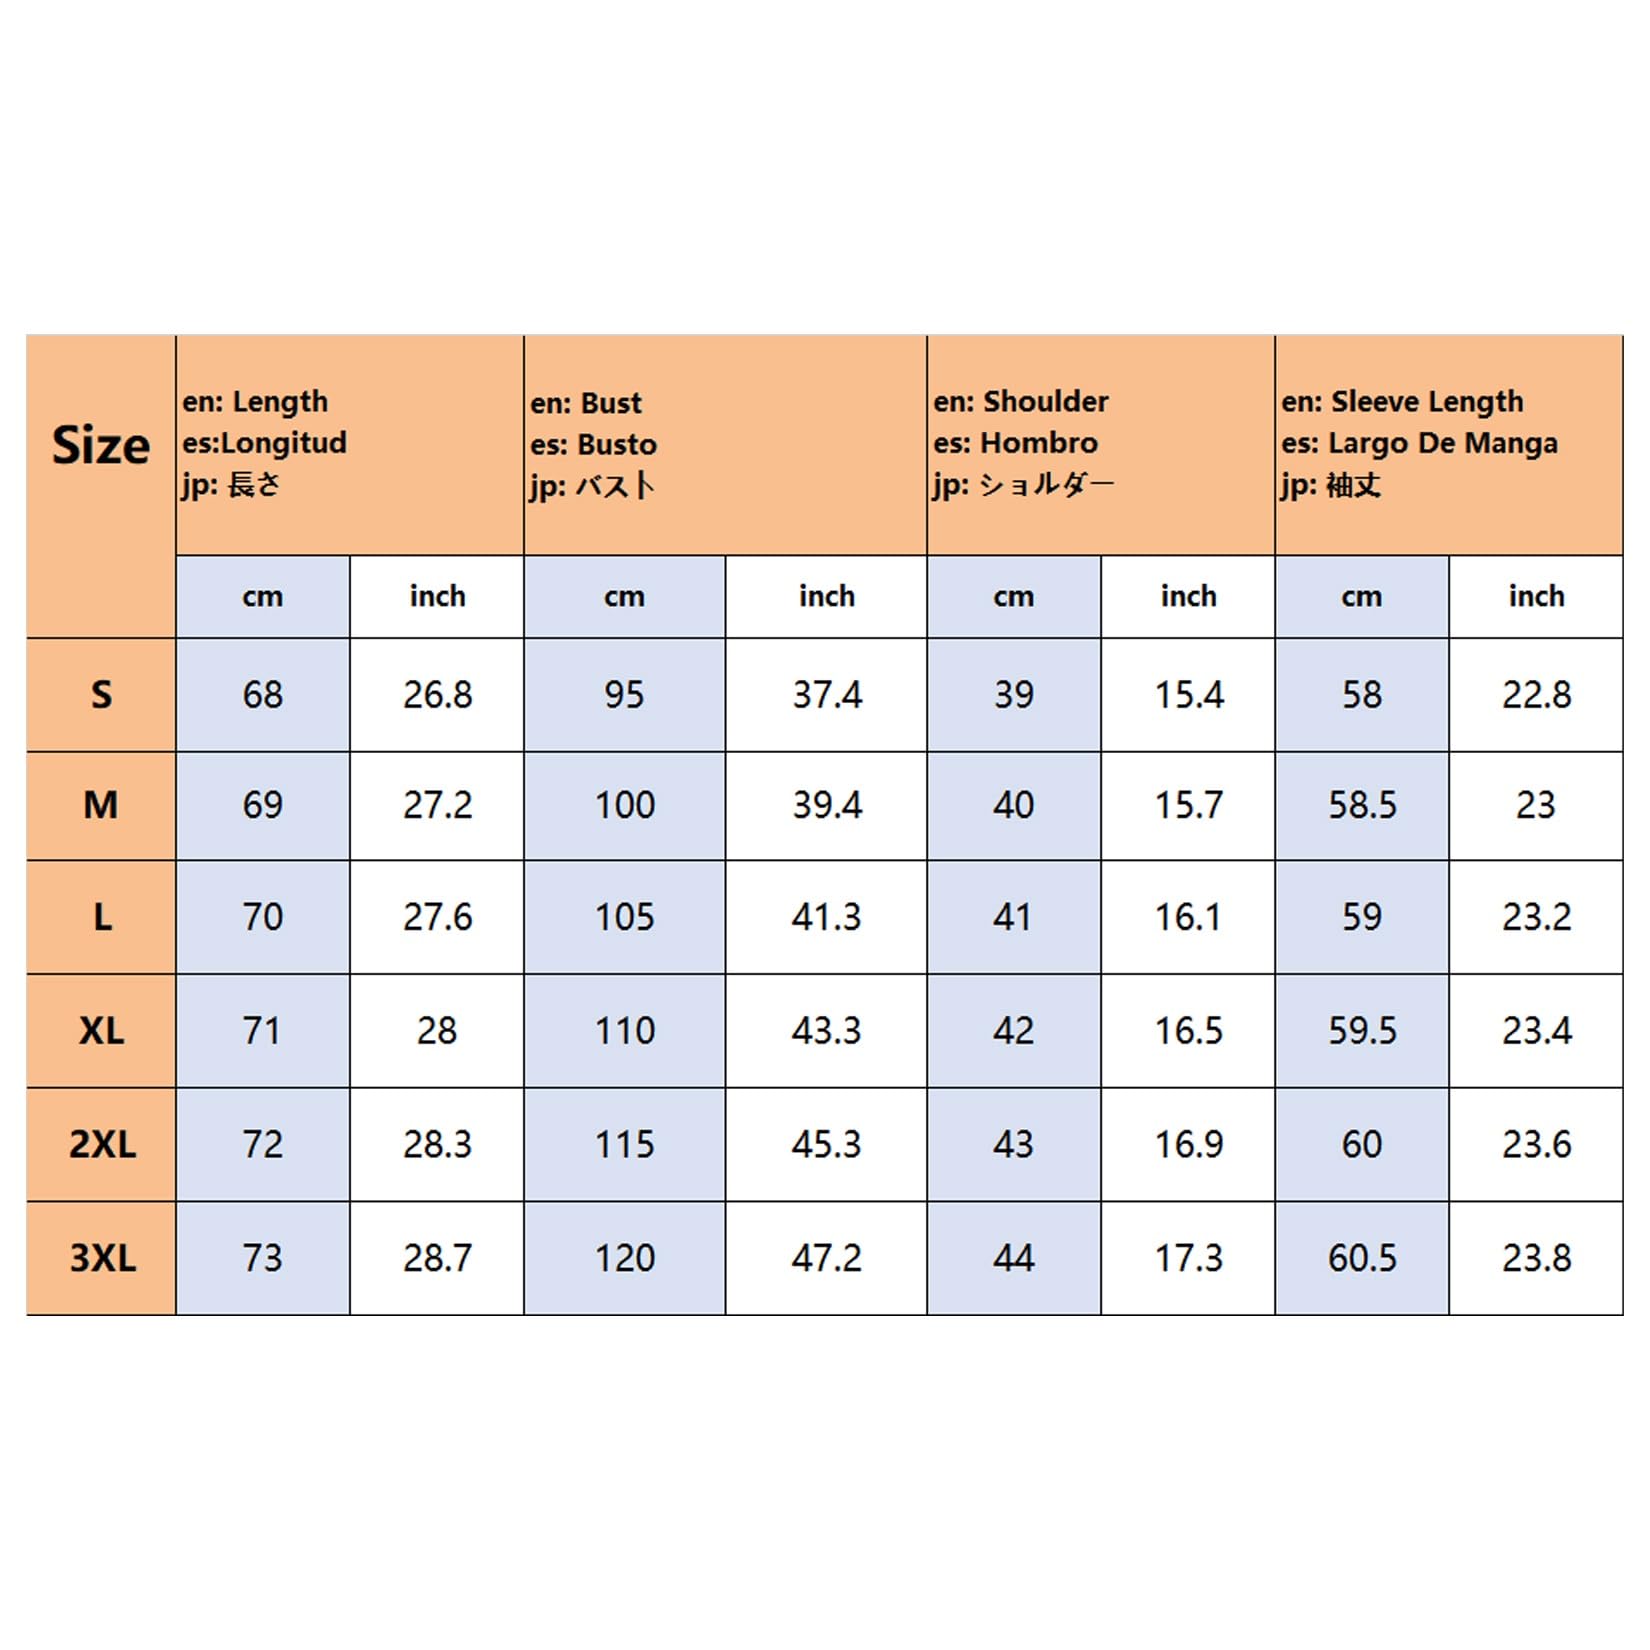 Size
en: Length
es:Longitud
jp: 長さ
en: Bust
es: Busto
jp: バスト
en: Shoulder
es: Hombro
jp: ショルダー
en: Sleeve Length
es: Largo De Manga
jp: 袖丈
cm inch cm inch cm inch cm inch
S 68 26.8 95 37.4 39 15.4 58 22.8
M 69 27.2 100 39.4 40 15.7 58.5 23
L 70 27.6 105 41.3 41 16.1 59 23.2
XL 71 28 110 43.3 42 16.5 59.5 23.4
2XL 72 28.3 115 45.3 43 16.9 60 23.6
3XL 73 28.7 120 47.2 44 17.3 60.5 23.8